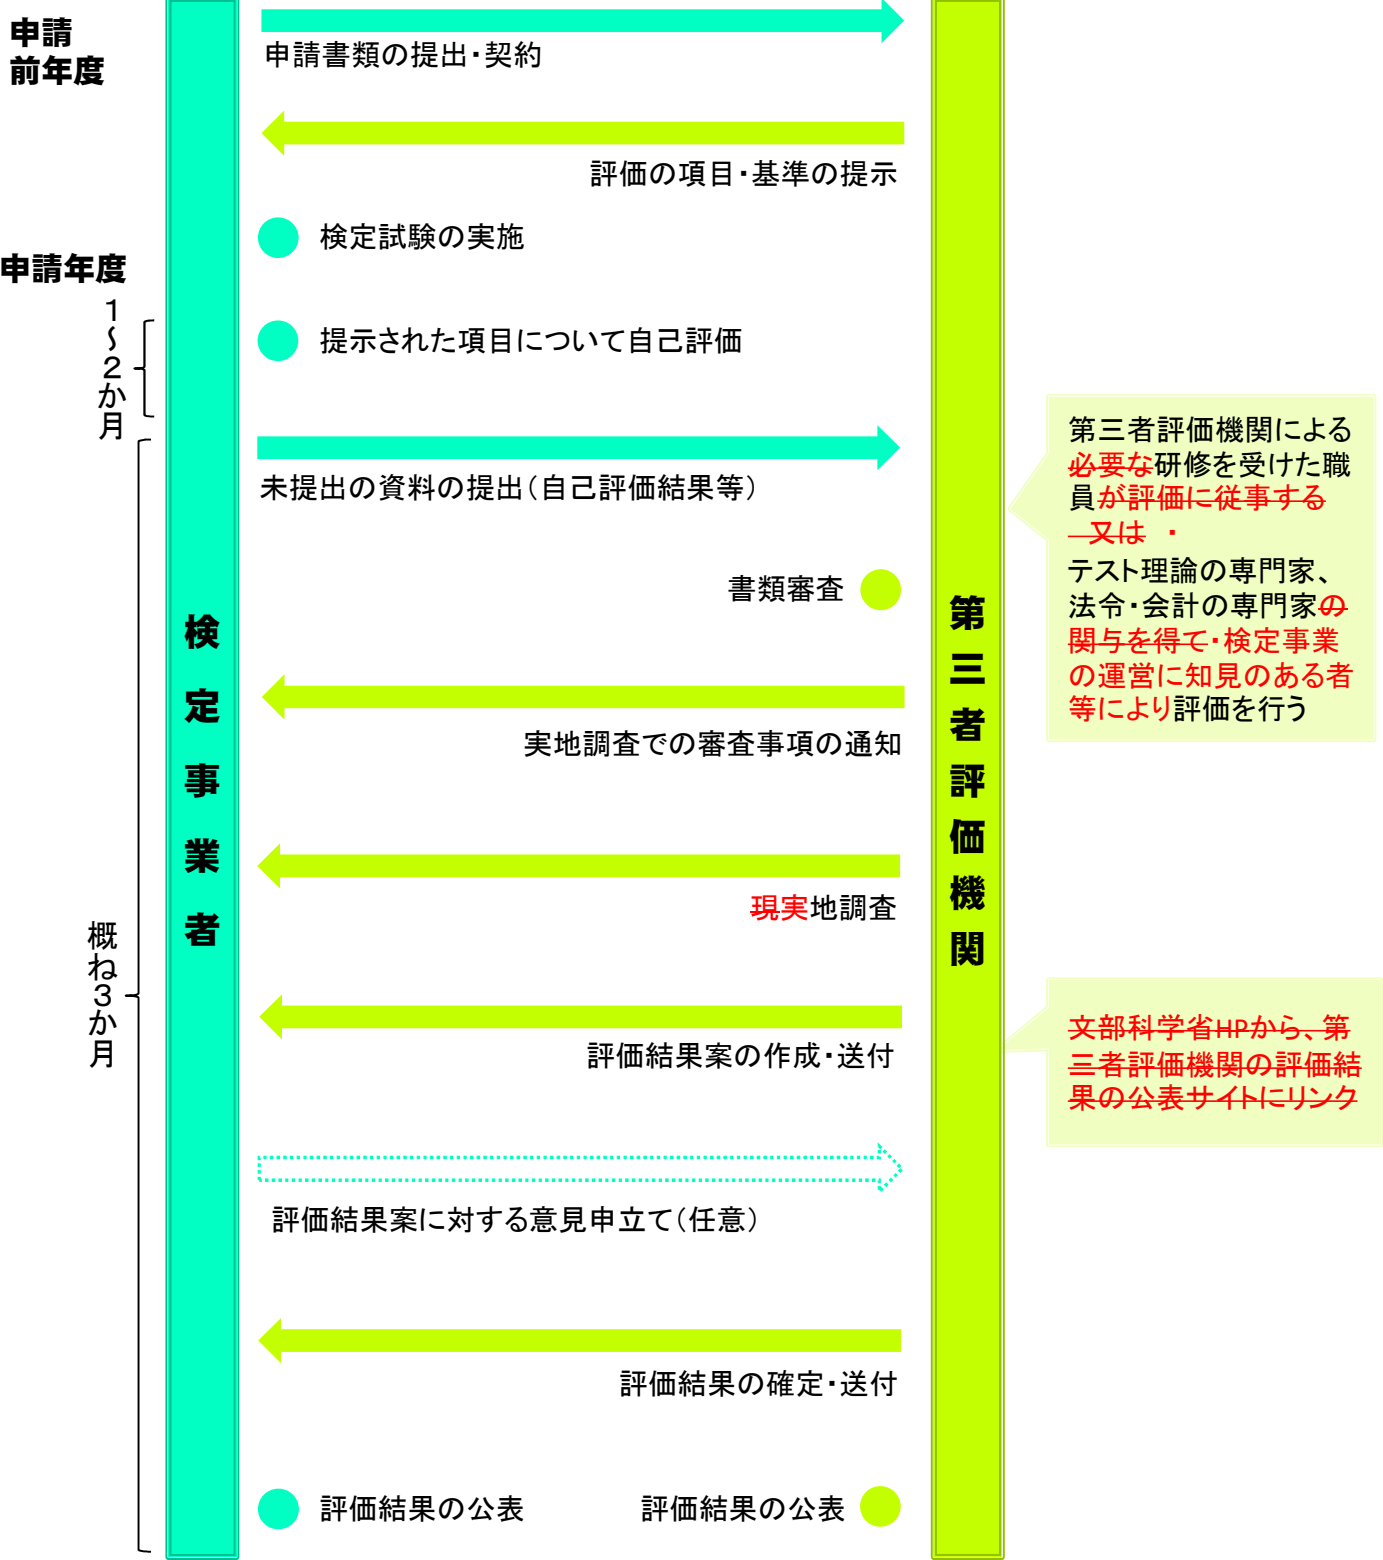 申請
前年度
申請書類の提出・契約
評価の項目・基準の提示
検定試験の実施
申請年度
1～2か月
提示された項目について自己評価
未提出の資料の提出（自己評価結果等）
第三者評価機関による
必要な研修を受けた職
員が評価に従事する
又は ・
テスト理論の専門家、
法令・会計の専門家の
関与を得て・検定事業
の運営に知見のある者
等により評価を行う
書類審査
検定事業者
第三者評価機関
実地調査での審査事項の通知
現実地調査
概ね3か月
評価結果案の作成・送付
文部科学省HPから、第
三者評価機関の評価結
果の公表サイトにリンク
評価結果案に対する意見申立て（任意）
評価結果の確定・送付
評価結果の公表
評価結果の公表